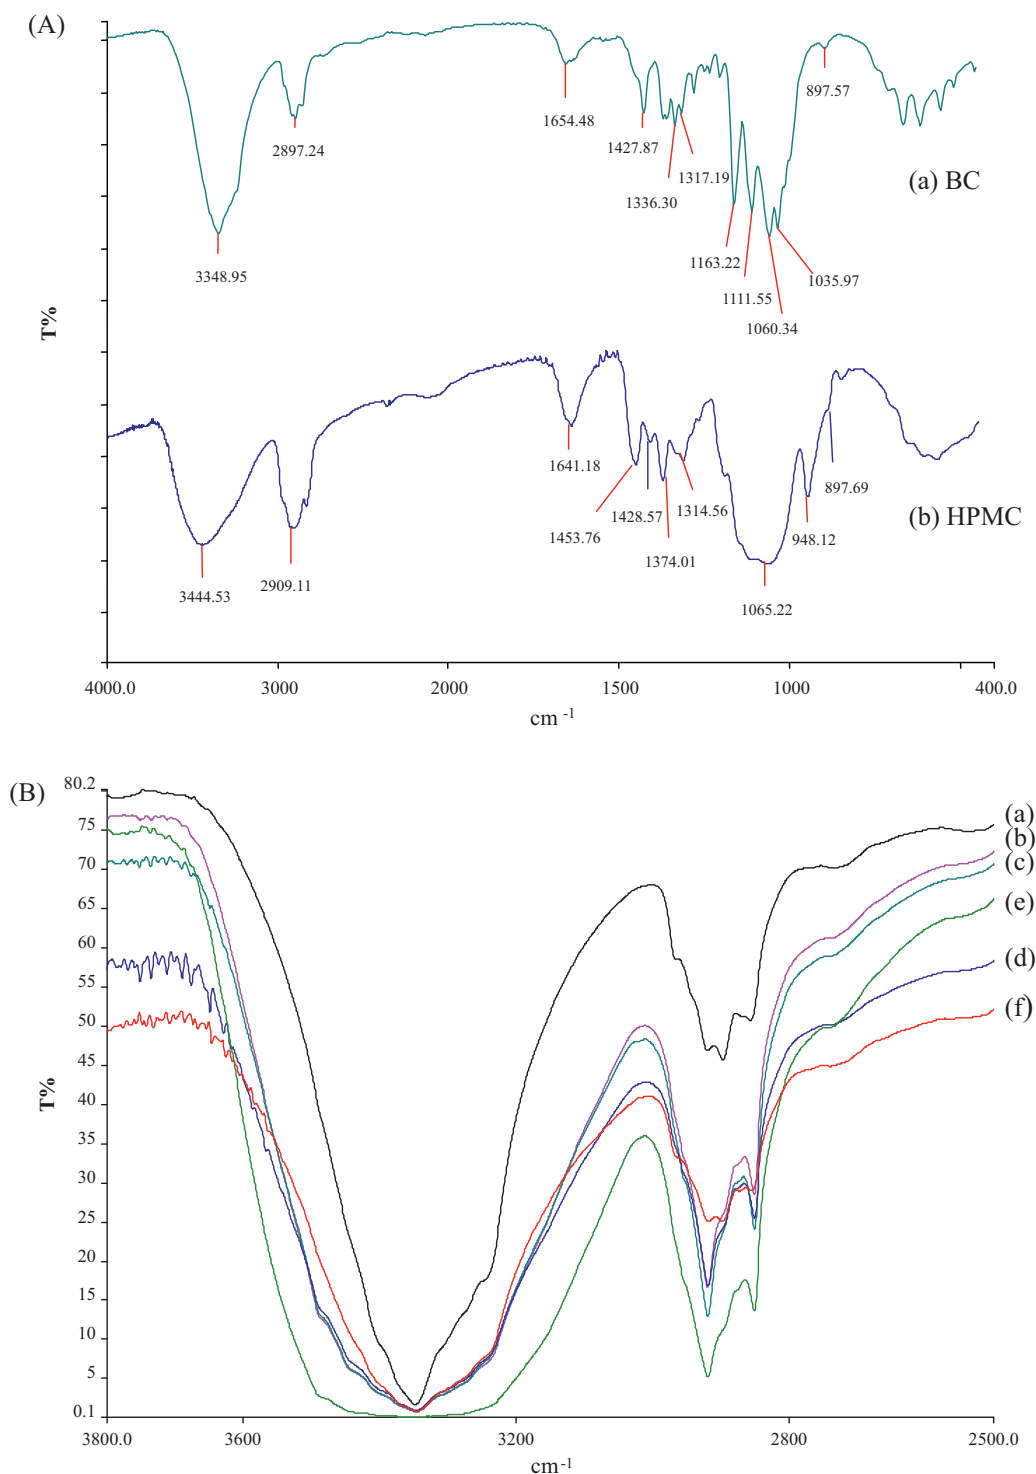 (A)
897.57
1654.48
2897.24
1427.87
1317.19
(a) BC
1336.30
1163.22
1035.97
3348.95
1111.55
1060.34
T%
1641.18
897.69
1314.56
1428.57
(b) HPMC
1453.76
948.12
1374.01
2909.11
3444.53
1065.22
4000.0 3000 2000 1500 1000 400.0
cm-1
(B)
80.2
(a)
75
(b)
70
(c)
65
(e)
60
(d)
55
(f)
50
45
T%
40
35
30
25
20
15
10
5
0.1
3800.0 3600 3200 2800 2500.0
cm-1